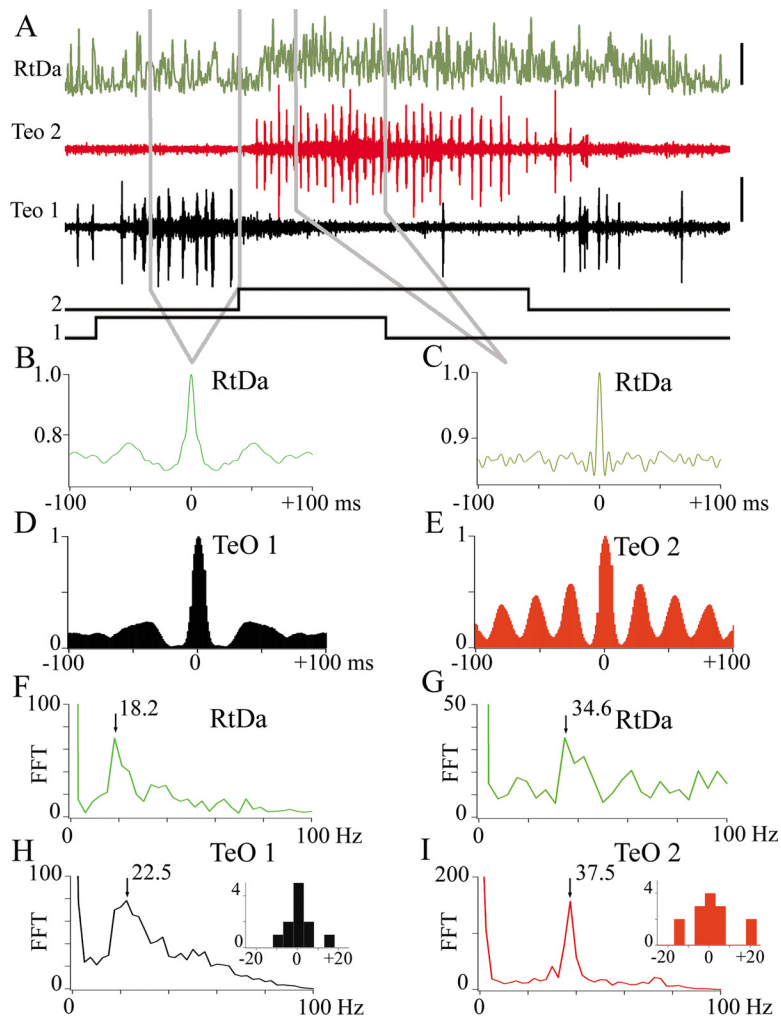 A
RtDa
Teo 2
Teo 1
2
1
B
RtDa
1.0
0.8
-100 0 +100 ms
C
RtDa
1.0
0.9
-100 0 +100 ms
D
TeO 1
1
0
-100 0 +100 ms
E
TeO 2
1
0
-100 0 +100
F
RtDa
18.2
100
FFT
0
0 100 Hz
G
RtDa
34.6
50
FFT
0
0 100 Hz
H
TeO 1
22.5
100
FFT
0
0 100 Hz
4
2
0
-20 0 +20
I
TeO 2
37.5
200
FFT
0
0 100 Hz
4
2
0
-20 0 +20